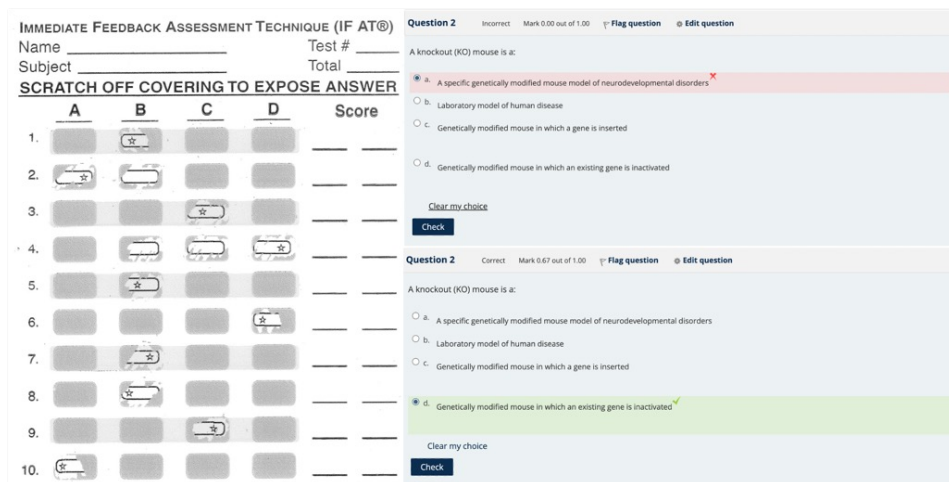 IMMEDIATE FEEDBACK ASSESSMENT TECHNIQUE (IF AT®)
Name Test #
Subject Total
SCRATCH OFF COVERING TO EXPOSE ANSWER
A B C D Score
1.
2.
3.
4.
5.
6.
7.
8.
9.
10.
Question 2 Incorrect Mark 0.00 out of 1.00 Flag question Edit question
A knockout (KO) mouse is a:
a. A specific genetically modified mouse model of neurodevelopmental disorders
b. Laboratory model of human disease
c. Genetically modified mouse in which a gene is inserted
d. Genetically modified mouse in which an existing gene is inactivated
Clear my choice
Check
Question 2 Correct Mark 0.67 out of 1.00 Flag question Edit question
A knockout (KO) mouse is a:
a. A specific genetically modified mouse model of neurodevelopmental disorders
b. Laboratory model of human disease
c. Genetically modified mouse in which a gene is inserted
d. Genetically modified mouse in which an existing gene is inactivated
Clear my choice
Check